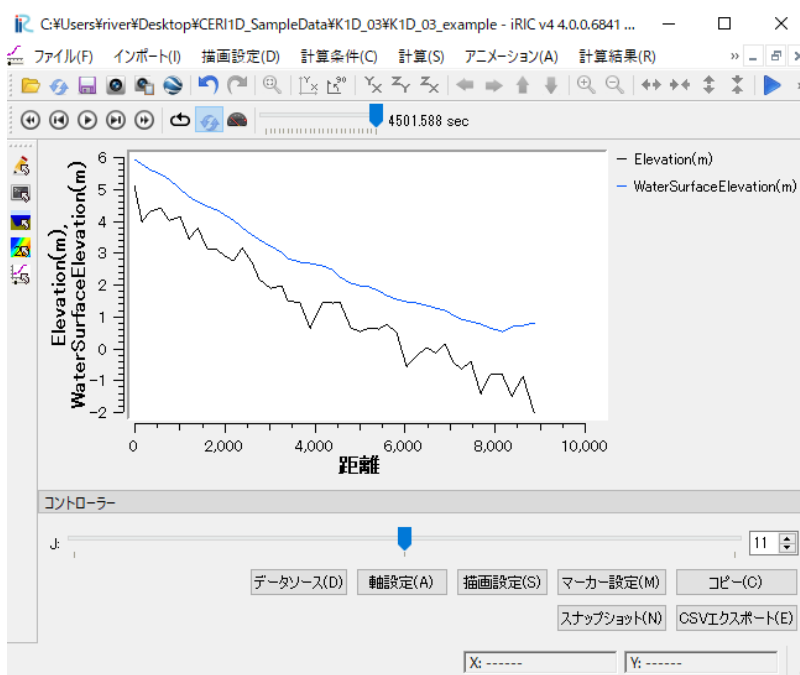 C:¥Users¥river¥Desktop¥CERI1D_SampleData¥K1D_03¥K1D_03_example - iRIC v4 4.0.0.6841 ...
ファイル(F) インポート(I) 描画設定(D) 計算条件(C) 計算(S) アニメーション(A) 計算結果(R) »
4501.588 sec
Elevation(m),
WaterSurfaceElevation(m)
6
5
4
3
2
1
0
-1
-2
0 2,000 4,000 6,000 8,000 10,000
距離
Elevation(m)
WaterSurfaceElevation(m)
コントローラー
J: 11
データソース(D) 軸設定(A) 描画設定(S) マーカー設定(M) コピー(C)
スナップショット(N) CSVエクスポート(E)
X: ------ Y: ------